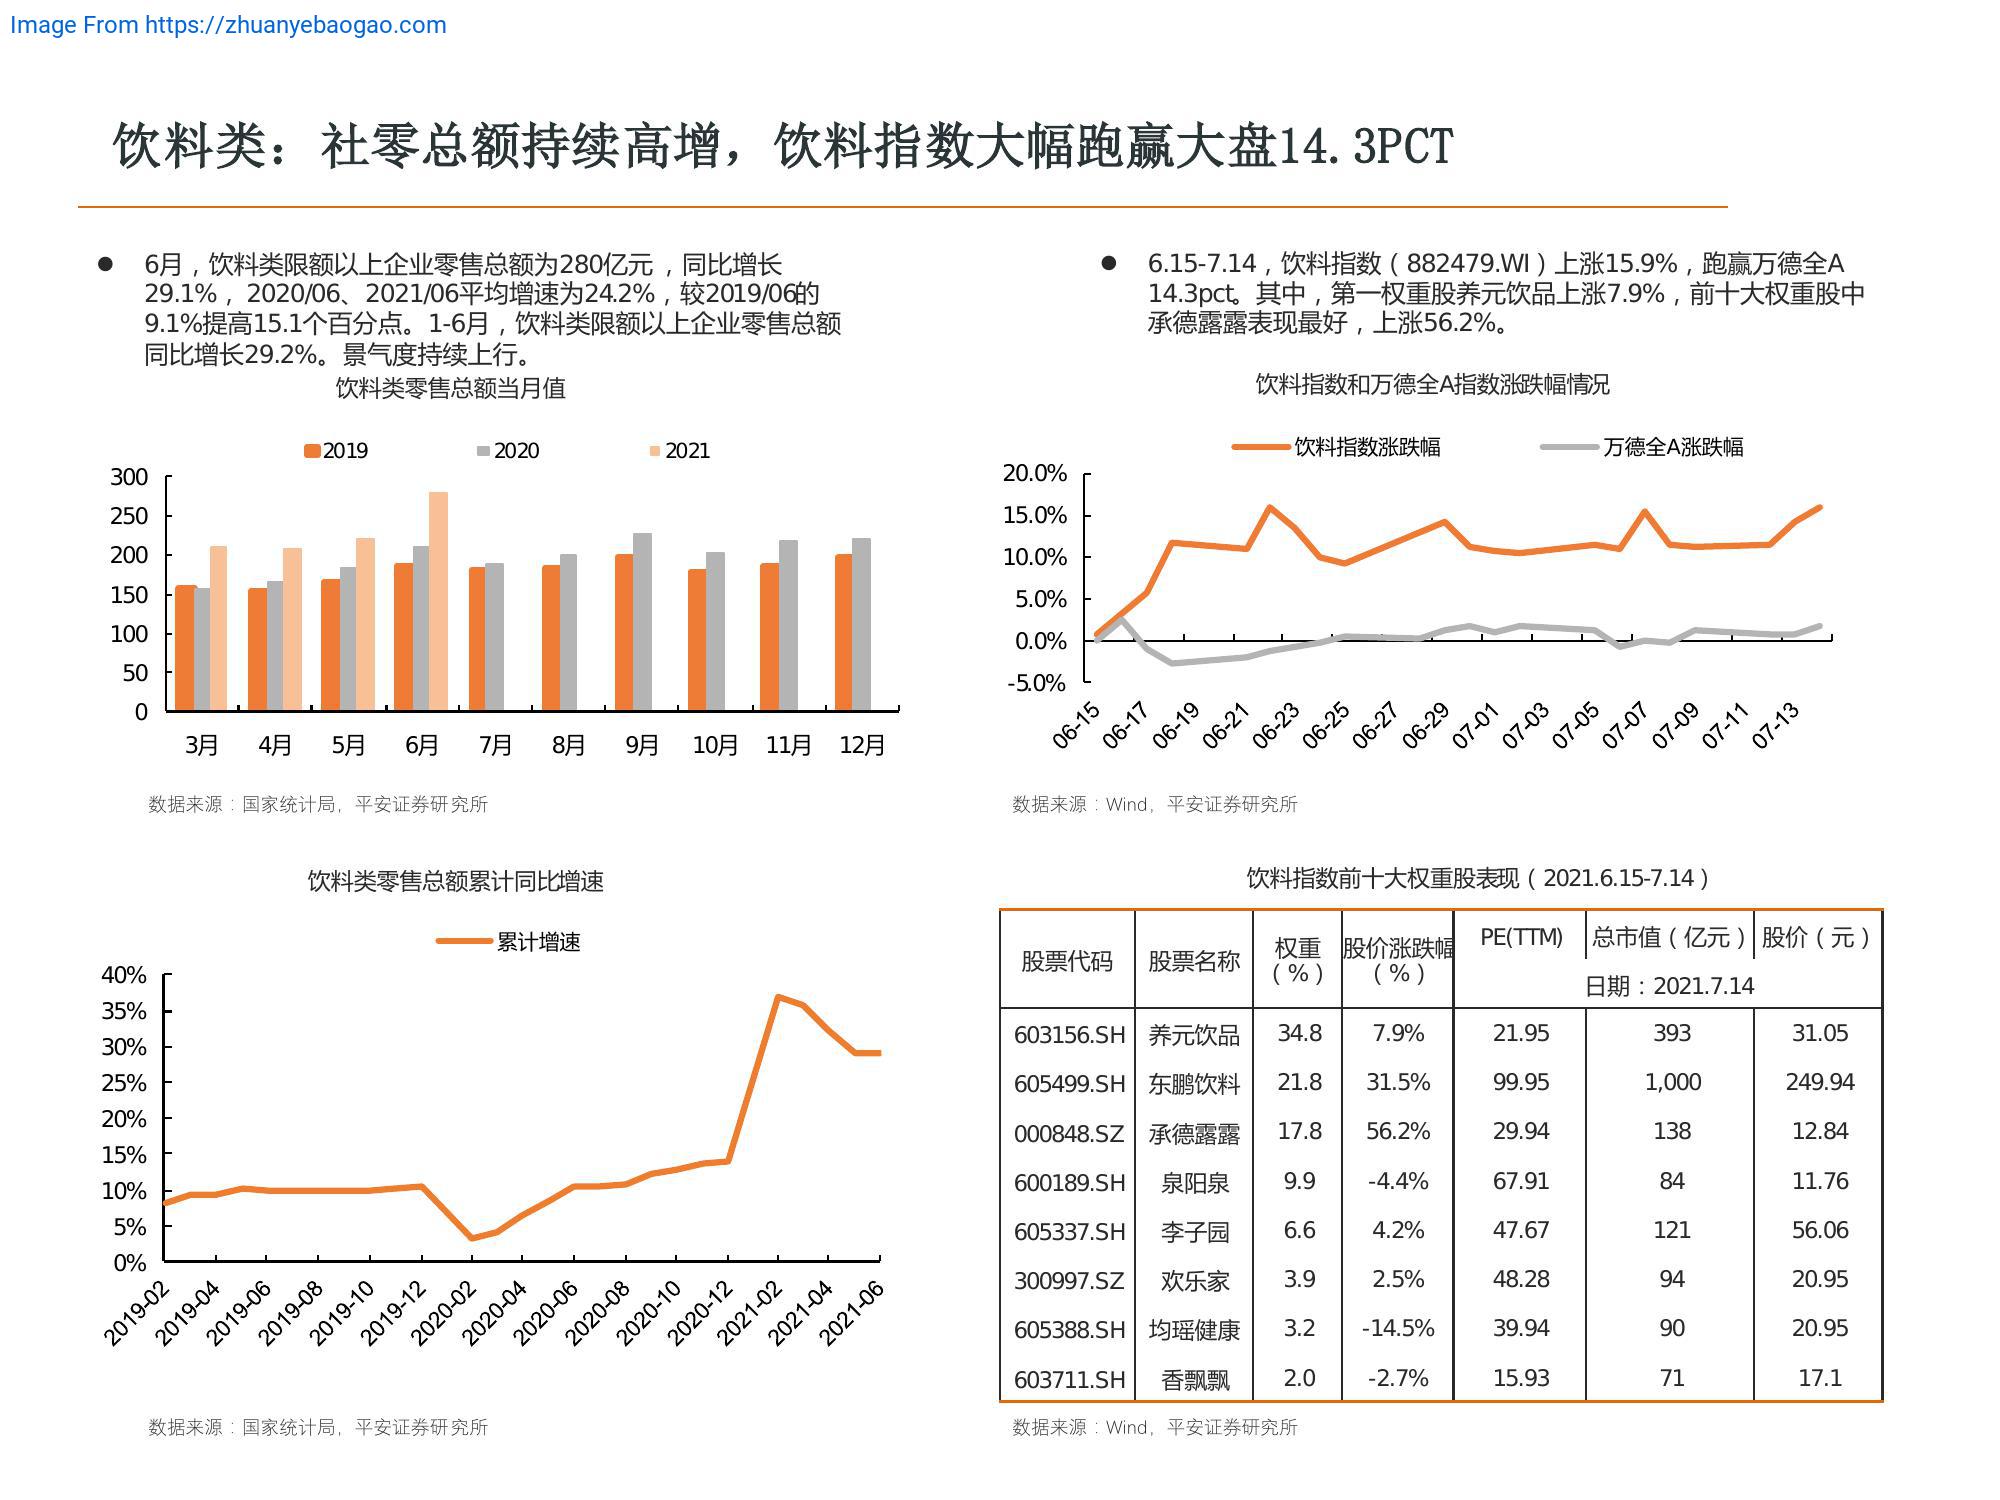 Image From https://zhuanyebaogao.com
饮料类：社零总额持续高增，饮料指数大幅跑赢大盘14.3PCT
● 6月，饮料类限额以上企业零售总额为280亿元，同比增长
29.1%，2020/06、2021/06平均增速为24.2%，较2019/06的
9.1%提高15.1个百分点。1-6月，饮料类限额以上企业零售总额
同比增长29.2%。景气度持续上行。
饮料类零售总额当月值
2019 2020 2021
300
250
200
150
100
50
0
3月 4月 5月 6月 7月 8月 9月 10月 11月 12月
数据来源：国家统计局，平安证券研究所
● 6.15-7.14，饮料指数（882479.WI）上涨15.9%，跑赢万德全A
14.3pct。其中，第一权重股养元饮品上涨7.9%，前十大权重股中
承德露露表现最好，上涨56.2%。
饮料指数和万德全A指数涨跌幅情况
饮料指数涨跌幅 万德全A涨跌幅
20.0%
15.0%
10.0%
5.0%
0.0%
-5.0%
06-15 06-17 06-19 06-21 06-23 06-25 06-27 06-29 07-01 07-03 07-05 07-07 07-09 07-11 07-13
数据来源：Wind，平安证券研究所
饮料类零售总额累计同比增速
累计增速
40%
35%
30%
25%
20%
15%
10%
5%
0%
2019-02 2019-04 2019-06 2019-08 2019-10 2019-12 2020-02 2020-04 2020-06 2020-08 2020-10 2020-12 2021-02 2021-04 2021-06
数据来源：国家统计局，平安证券研究所
饮料指数前十大权重股表现（2021.6.15-7.14）
股票代码 股票名称 权重（%） 股价涨跌幅（%） PE(TTM) 总市值（亿元） 股价（元）
日期：2021.7.14
603156.SH 养元饮品 34.8 7.9% 21.95 393 31.05
605499.SH 东鹏饮料 21.8 31.5% 99.95 1,000 249.94
000848.SZ 承德露露 17.8 56.2% 29.94 138 12.84
600189.SH 泉阳泉 9.9 -4.4% 67.91 84 11.76
605337.SH 李子园 6.6 4.2% 47.67 121 56.06
300997.SZ 欢乐家 3.9 2.5% 48.28 94 20.95
605388.SH 均瑶健康 3.2 -14.5% 39.94 90 20.95
603711.SH 香飘飘 2.0 -2.7% 15.93 71 17.1
数据来源：Wind，平安证券研究所